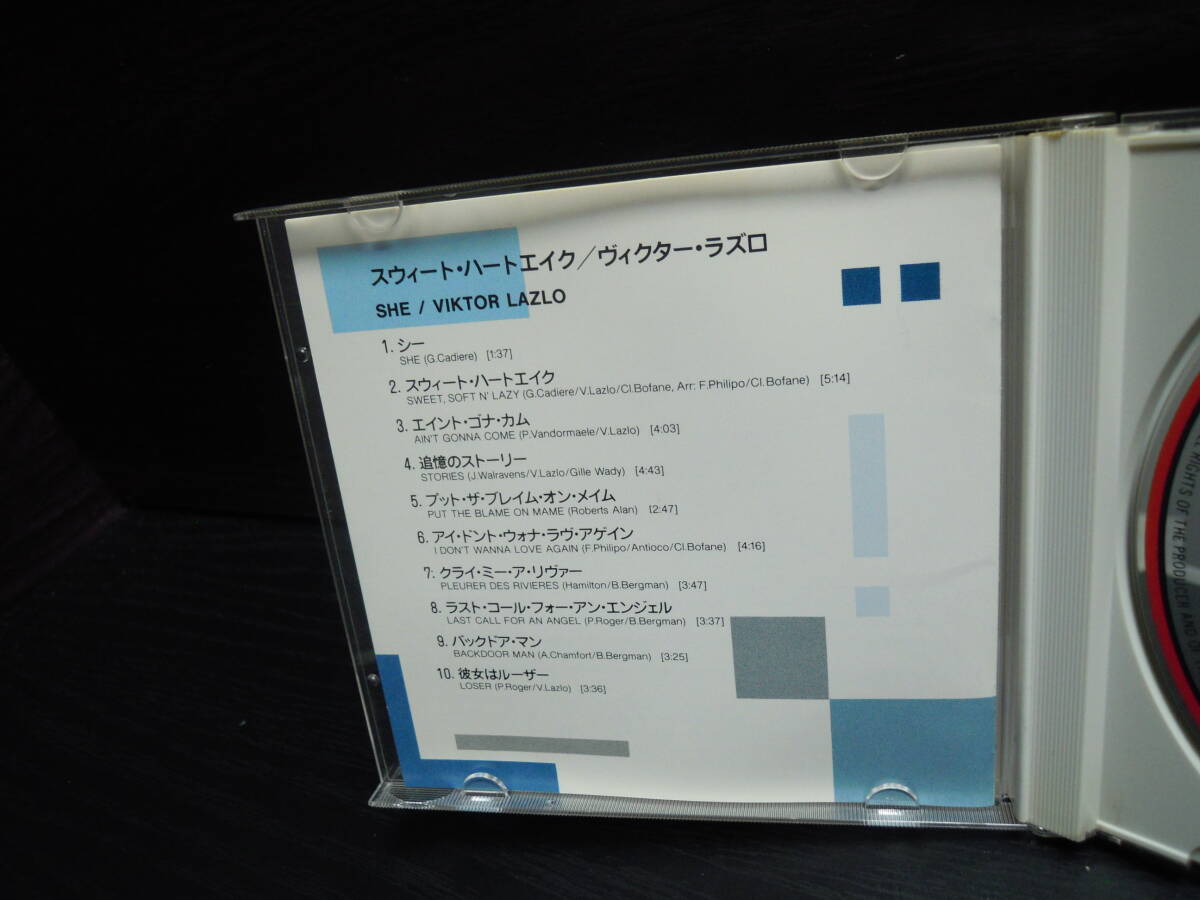 スウィート・ハートエイク／ヴィクター・ラズロ
SHE / VIKTOR LAZLO
1. シー
SHE (G.Cadiere) [1:37]
2. スウィート・ハートエイク
SWEET, SOFT N' LAZY (G.Cadiere/V.Lazlo/Cl.Bofane, Arr: F.Philipo/Cl.Bofane) [5:14]
3. エイント・ゴナ・カム
AIN'T GONNA COME (P.Vandormaele/V.Lazlo) [4:03]
4. 追憶のストーリー
STORIES (J.Walravens/V.Lazlo/Gille Wady) [4:43]
5. プット・ザ・ブレイム・オン・メイム
PUT THE BLAME ON MAME (Roberts Alan) [2:47]
6. アイ・ドント・ウォナ・ラヴ・アゲイン
I DON'T WANNA LOVE AGAIN (F.Philipo/Antioco/Cl.Bofane) [4:16]
7. クライ・ミー・ア・リヴァー
PLEURER DES RIVIERES (Hamilton/B.Bergman) [3:47]
8. ラスト・コール・フォー・アン・エンジェル
LAST CALL FOR AN ANGEL (P.Roger/B.Bergman) [3:37]
9. バックドア・マン
BACKDOOR MAN (A.Chamfort/B.Bergman) [3:25]
10. 彼女はルーザー
LOSER (P.Roger/V.Lazlo) [3:36]
RIGHTS OF THE PRODUCER AND